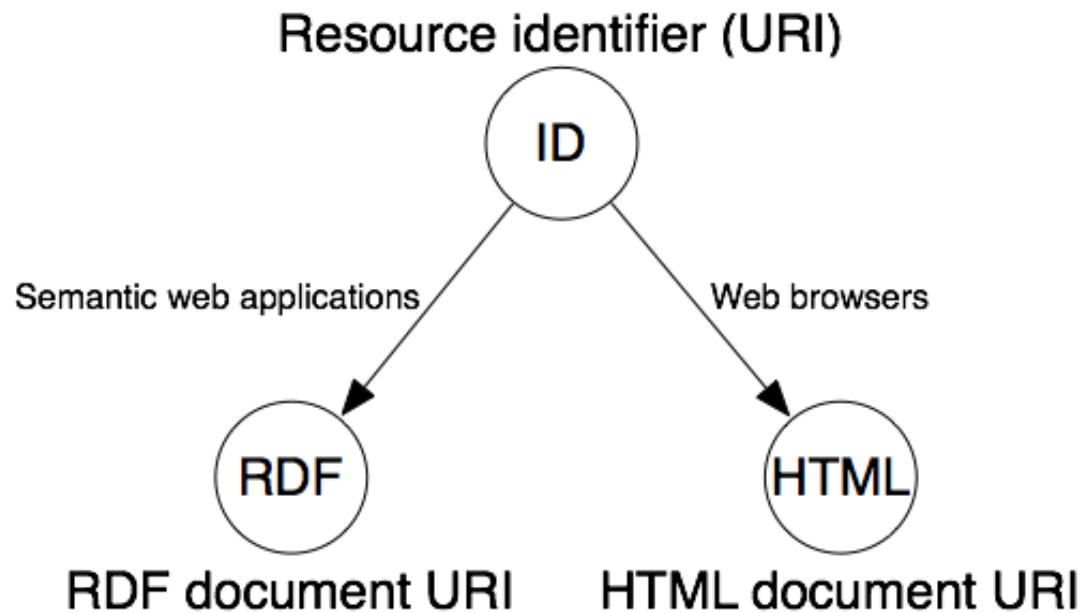 Resource identifier (URI)
ID
Semantic web applications
Web browsers
RDF
HTML
RDF document URI
HTML document URI